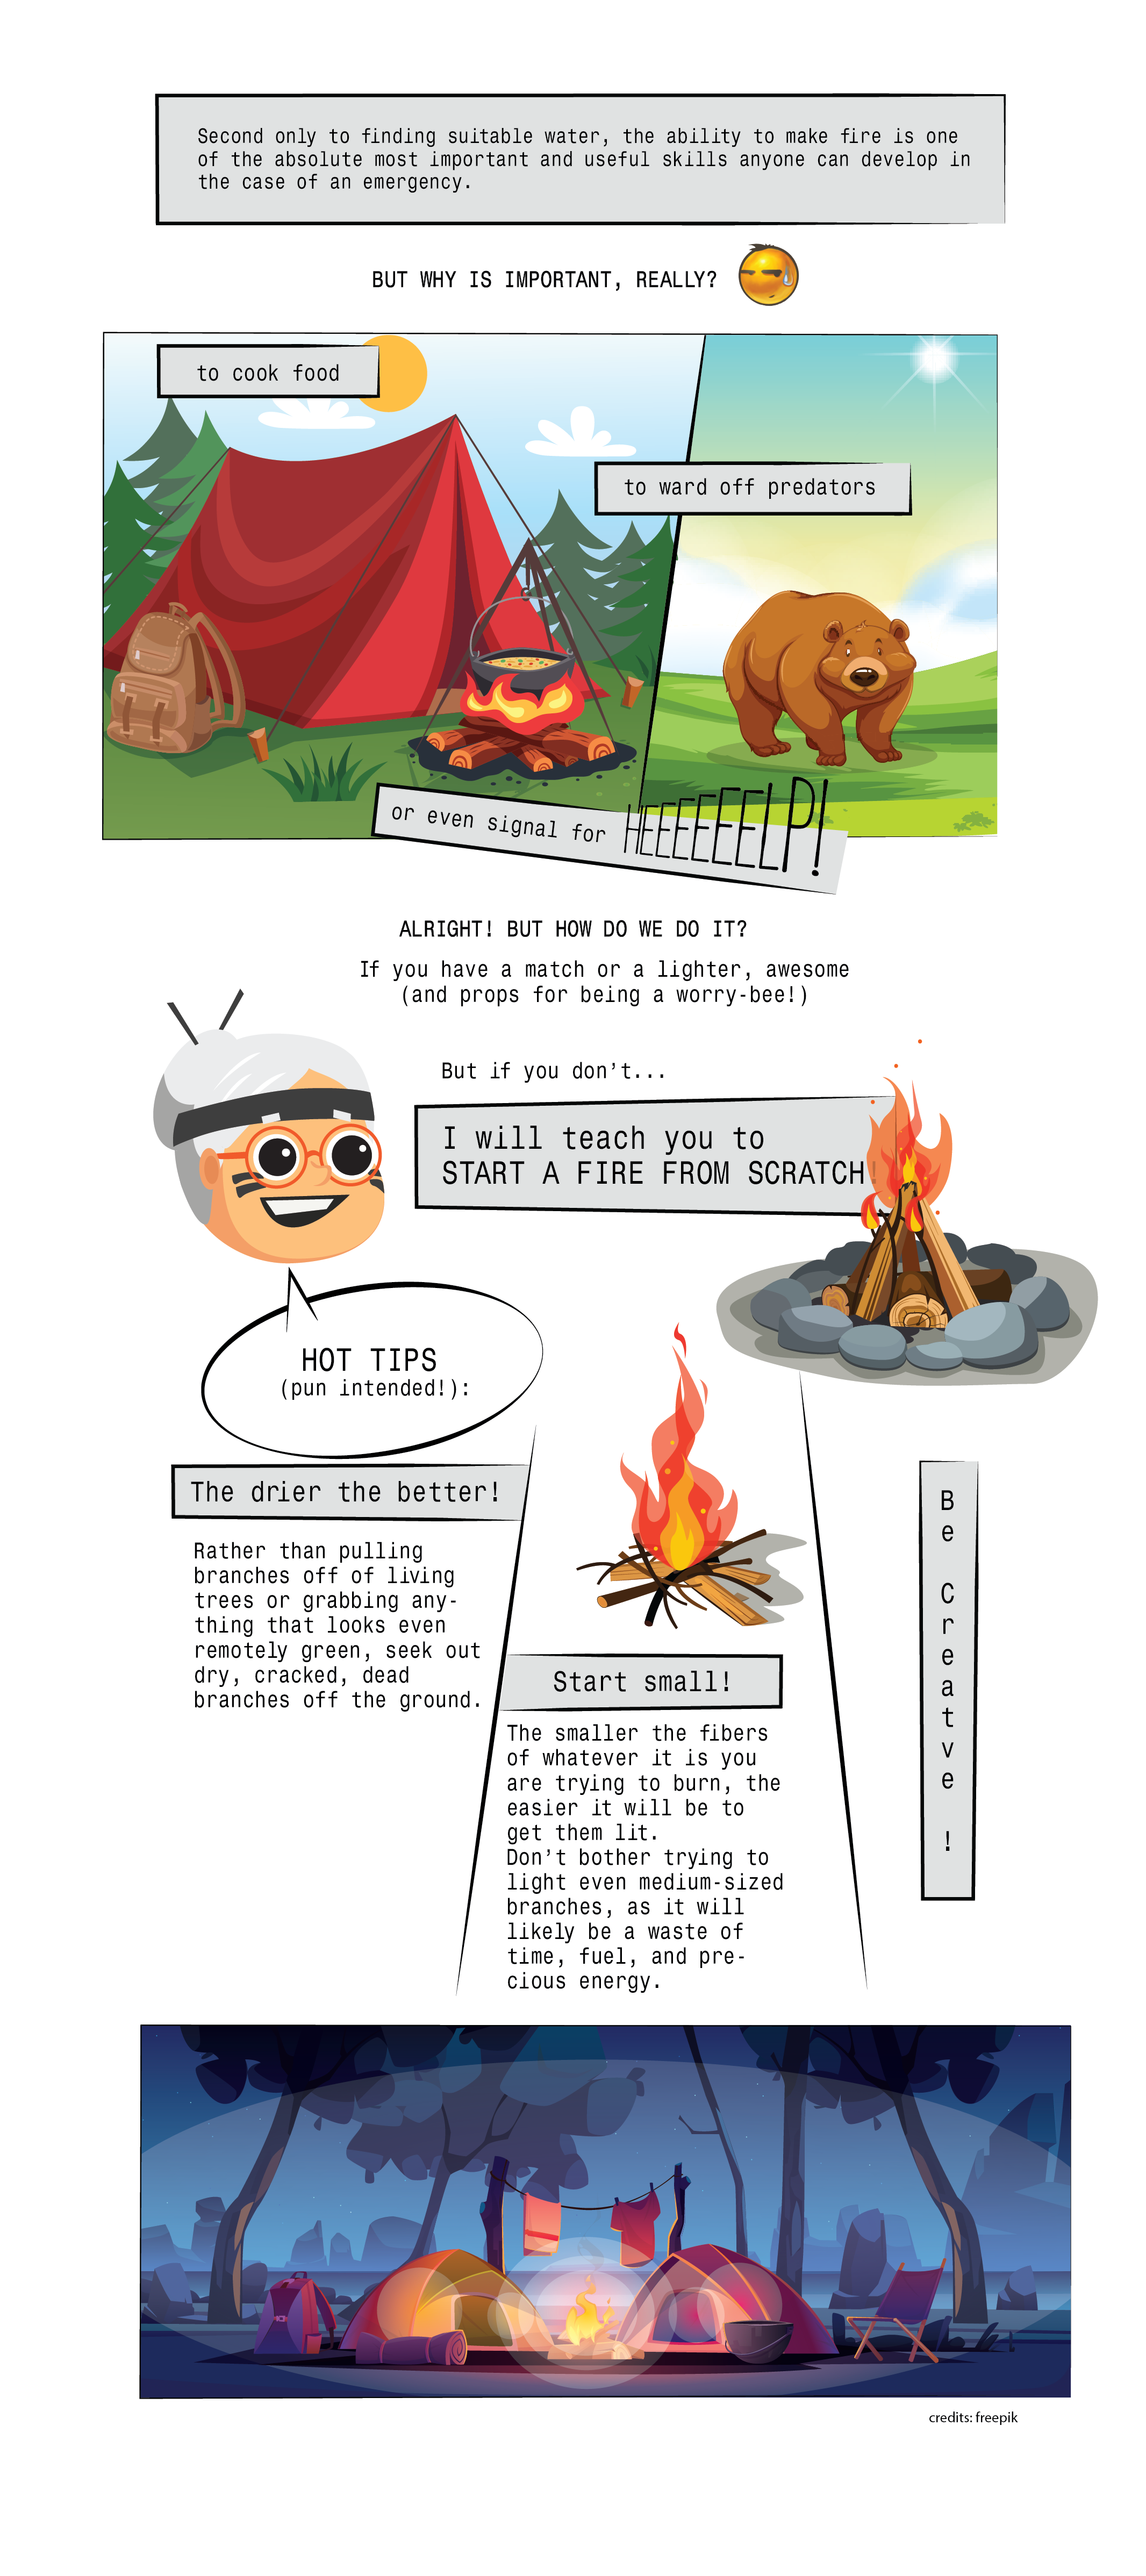 Second only to finding suitable water, the ability to make fire is one
of the absolute most important and useful skills anyone can develop in
the case of an emergency.
BUT WHY IS IMPORTANT, REALLY?
to cook food
to ward off predators
or even signal for HEEEEEELP!
ALRIGHT! BUT HOW DO WE DO IT?
If you have a match or a lighter, awesome
(and props for being a worry-bee!)
But if you don't...
I will teach you to
START A FIRE FROM SCRATCH!
HOT TIPS
(pun intended!):
The drier the better!
Rather than pulling
branches off of living
trees or grabbing any-
thing that looks even
remotely green, seek out
dry, cracked, dead
branches off the ground.
Start small!
The smaller the fibers
of whatever it is you
are trying to burn, the
easier it will be to
get them lit.
Don't bother trying to
light even medium-sized
branches, as it will
likely be a waste of
time, fuel, and pre-
cious energy.
Be Creatve !
credits: freepik